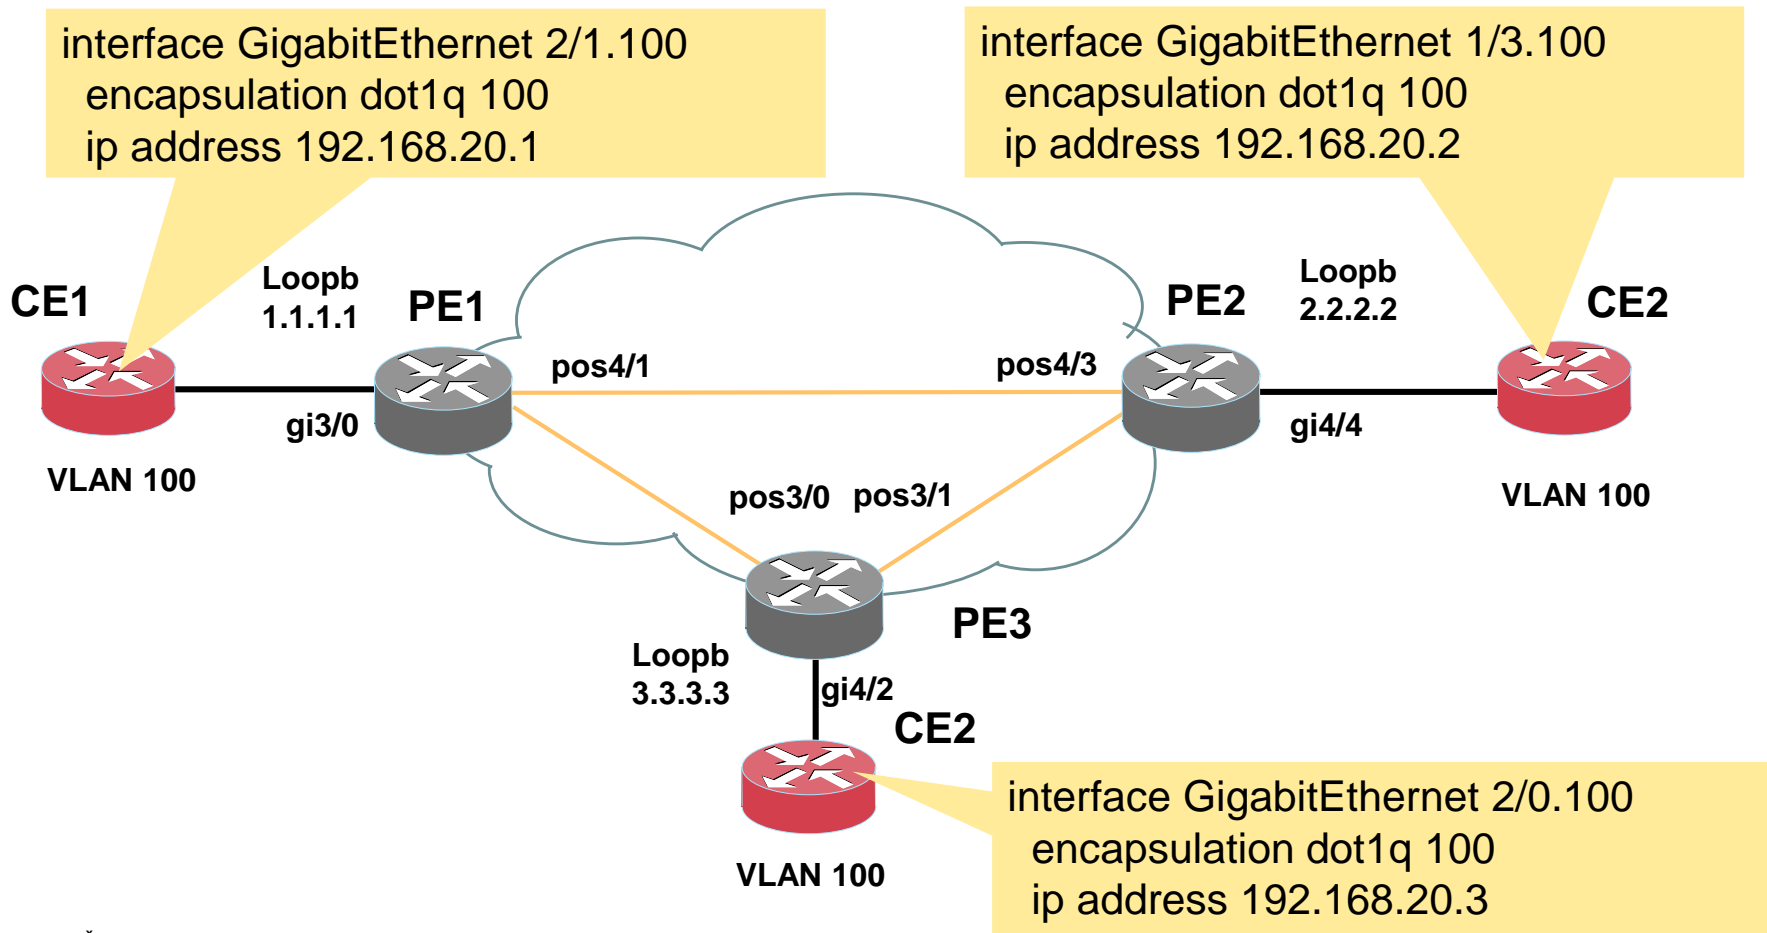 interface GigabitEthernet 2/1.100
encapsulation dot1q 100
ip address 192.168.20.1
interface GigabitEthernet 1/3.100
encapsulation dot1q 100
ip address 192.168.20.2
CE1
Loopb
1.1.1.1
PE1
PE2
Loopb
2.2.2.2
CE2
pos4/1
pos4/3
gi3/0
gi4/4
VLAN 100
pos3/0
pos3/1
VLAN 100
PE3
Loopb
3.3.3.3
gi4/2
CE2
VLAN 100
interface GigabitEthernet 2/0.100
encapsulation dot1q 100
ip address 192.168.20.3